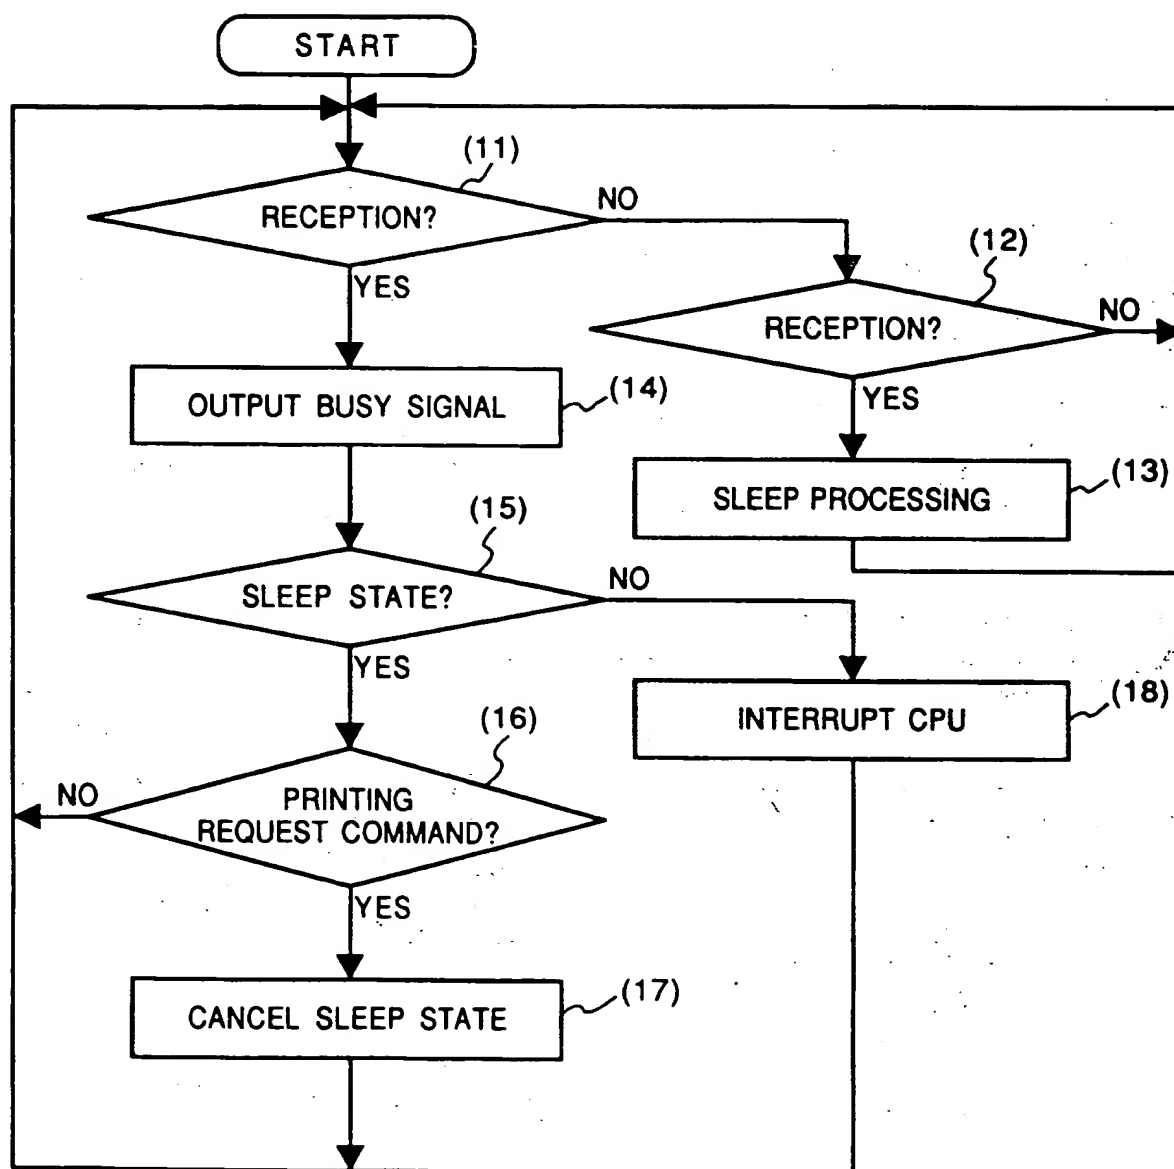 START
(11)
RECEPTION?
NO
YES
(12)
RECEPTION?
NO
YES
OUTPUT BUSY SIGNAL
(14)
SLEEP PROCESSING
(13)
(15)
SLEEP STATE?
NO
YES
INTERRUPT CPU
(18)
(16)
PRINTING
REQUEST COMMAND?
NO
YES
CANCEL SLEEP STATE
(17)